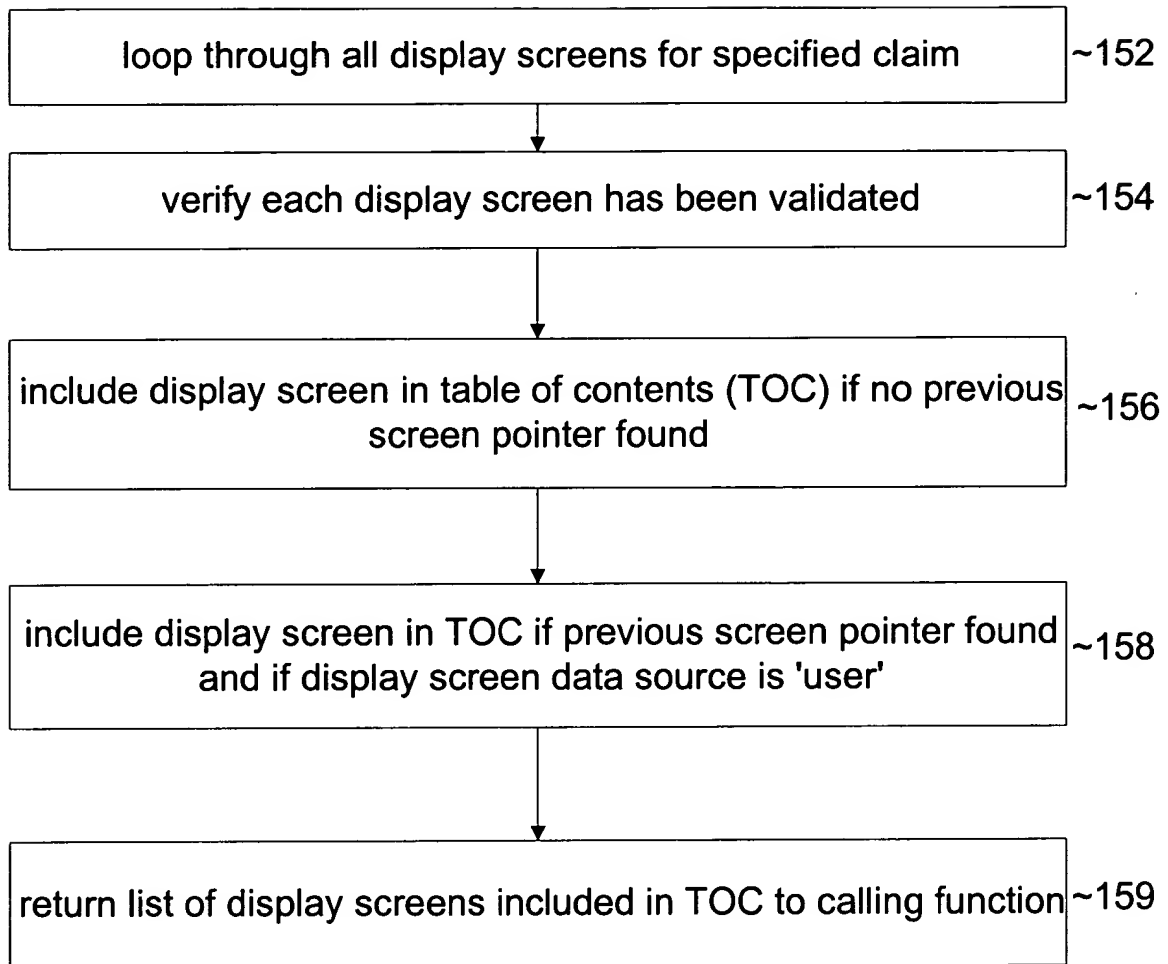 loop through all display screens for specified claim ~152
verify each display screen has been validated ~154
include display screen in table of contents (TOC) if no previous ~156
screen pointer found
include display screen in TOC if previous screen pointer found ~158
and if display screen data source is 'user'
return list of display screens included in TOC to calling function ~159